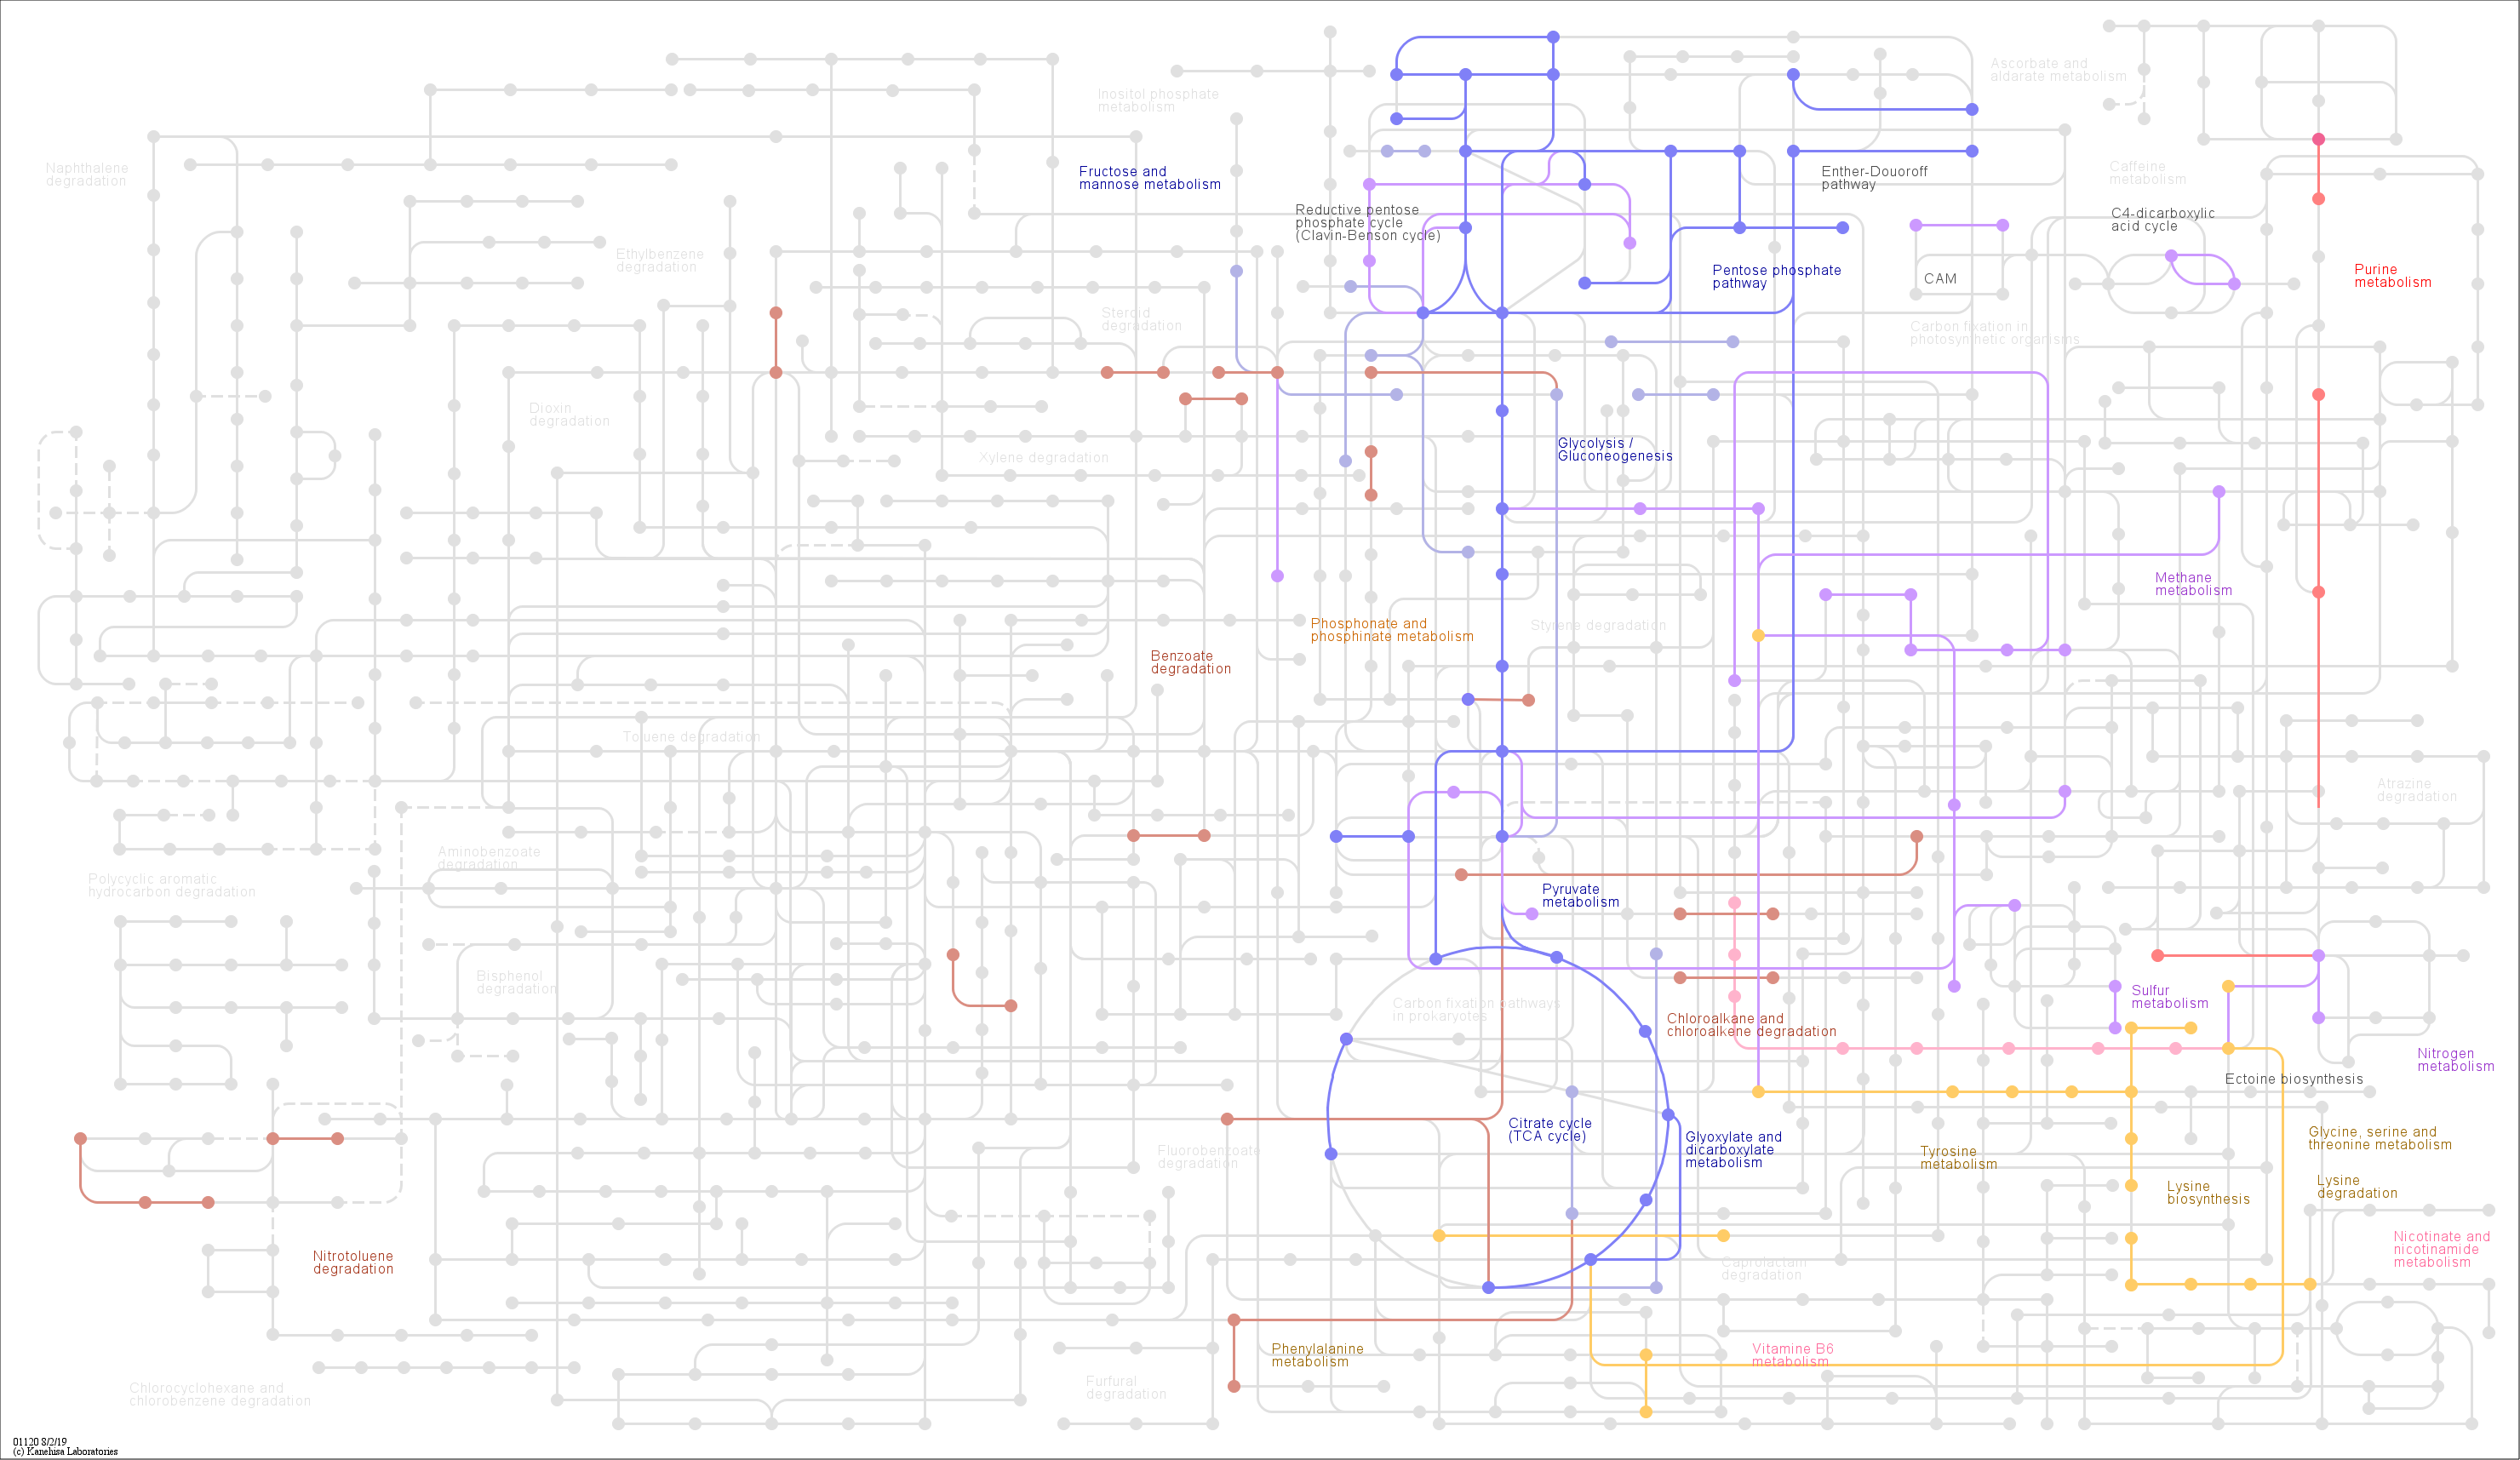 Ascorbate and
aldarate metabolism
Inositol phosphate
metabolism
Naphthalene
degradation
Fructose and
mannose metabolism
Enther-Douoroff
pathway
Caffeine
metabolism
Reductive pentose
phosphate cycle
(Clavin-Benson cycle)
C4-dicarboxylic
acid cycle
Ethylbenzene
degradation
Pentose phosphate
pathway
CAM
Purine
metabolism
Steroid
degradation
Carbon fixation in
photosynthetic organisms
Dioxin
degradation
Glycolysis /
Gluconeogenesis
Xylene degradation
Methane
metabolism
Phosphonate and
phosphinate metabolism
Styrene degradation
Benzoate
degradation
Toluene degradation
Atrazine
degradation
Aminobenzoate
degradation
Polycyclic aromatic
hydrocarbon degradation
Pyruvate
metabolism
Bisphenol
degradation
Carbon fixation pathways
in prokaryotes
Sulfur
metabolism
Chloroalkane and
chloroalkene degradation
Nitrogen
metabolism
Ectoine biosynthesis
Citrate cycle
(TCA cycle)
Glyoxylate and
dicarboxylate
metabolism
Fluorobenzoate
degradation
Tyrosine
metabolism
Glycine, serine and
threonine metabolism
Lysine
biosynthesis
Lysine
degradation
Nitrotoluene
degradation
Caprolactam
degradation
Nicotinate and
nicotinamide
metabolism
Phenylalanine
metabolism
Vitamine B6
metabolism
Chlorocyclohexane and
chlorobenzene degradation
Furfural
degradation
01120 8/2/19
(c) Kanehisa Laboratories